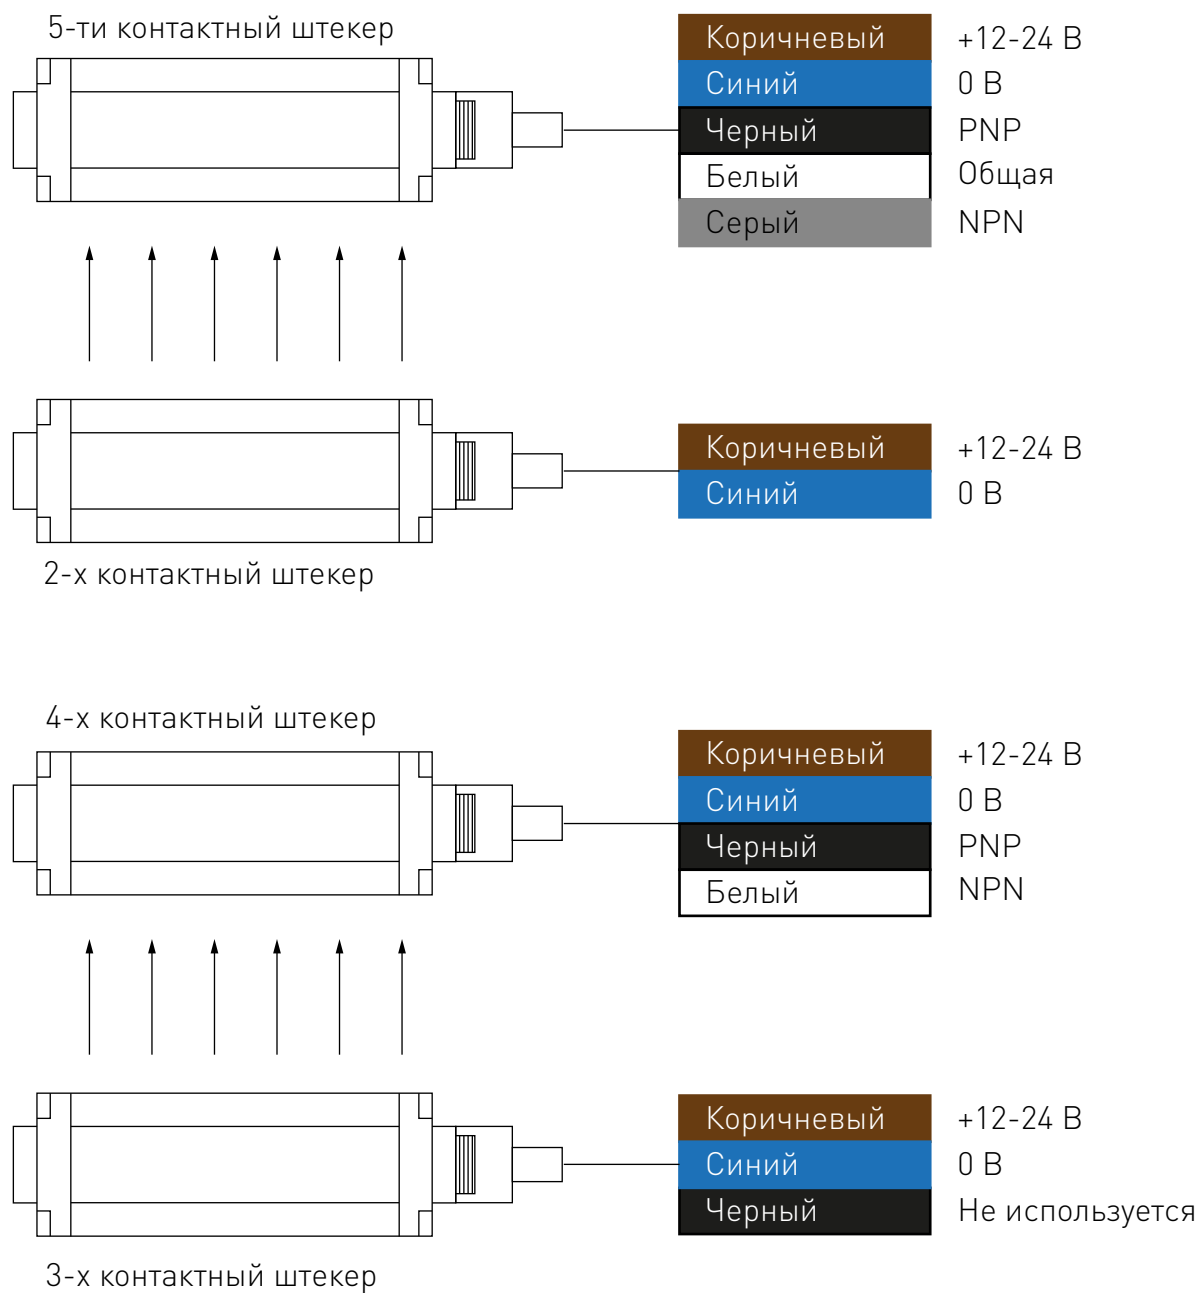 5-ти контактный штекер
Коричневый +12-24 В
Синий 0 В
Черный PNP
Белый Общая
Серый NPN
Коричневый +12-24 В
Синий 0 В
2-х контактный штекер
4-х контактный штекер
Коричневый +12-24 В
Синий 0 В
Черный PNP
Белый NPN
Коричневый +12-24 В
Синий 0 В
Черный Не используется
3-х контактный штекер